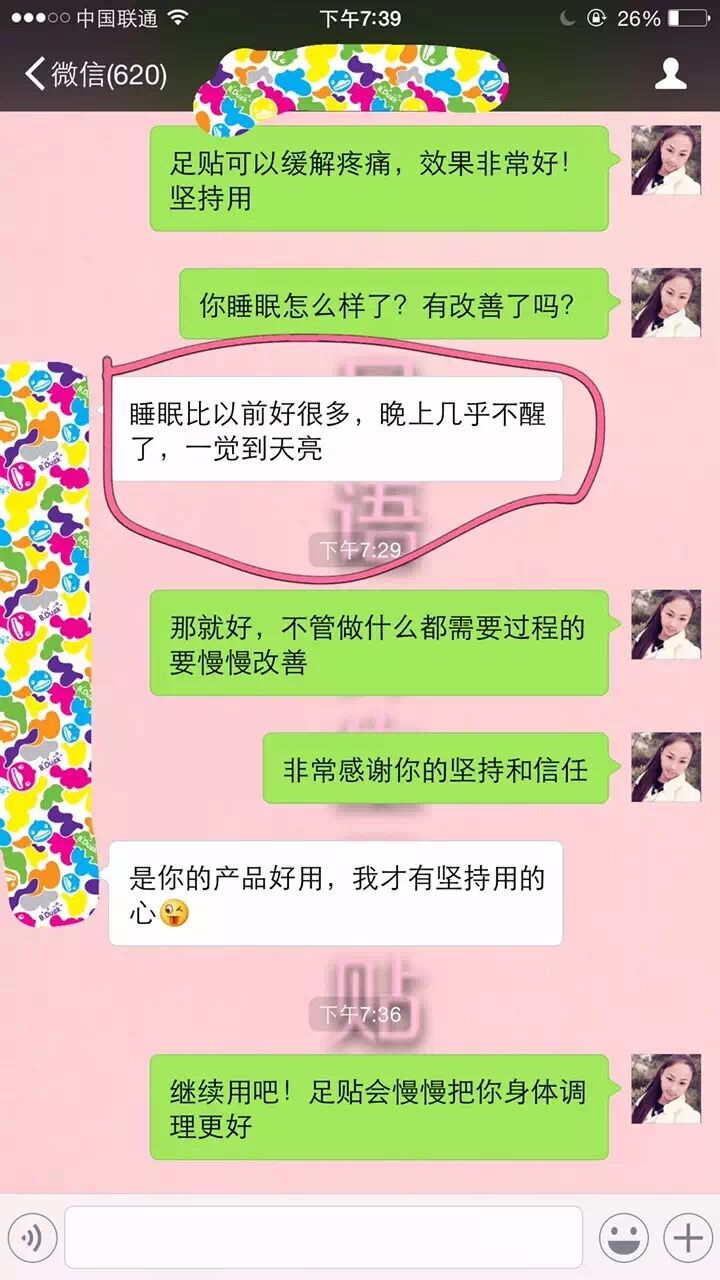 中国联通
下午7:39
26%
微信(620)
足贴可以缓解疼痛，效果非常好！
坚持用
你睡眠怎么样了？有改善了吗？
睡眠比以前好很多，晚上几乎不醒
了，一觉到天亮
语
下午7:29
那就好，不管做什么都需要过程的
要慢慢改善
非常感谢你的坚持和信任
是你的产品好用，我才有坚持用的
心
贴
下午7:36
继续用吧！足贴会慢慢把你身体调
理更好
B.Duck